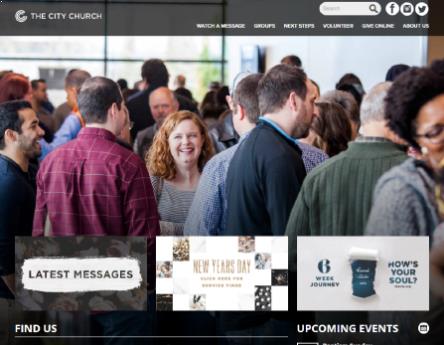 THE CITY CHURCH
Search
WATCH A MESSAGE GROUPS NEXT STEPS VOLUNTEER GIVE ONLINE ABOUT US
LATEST MESSAGES
NEW YEARS DAY
CLICK HERE FOR
SERVICE TIMES
6
WEEK
JOURNEY
HOW'S
YOUR
SOUL?
FIND US
UPCOMING EVENTS